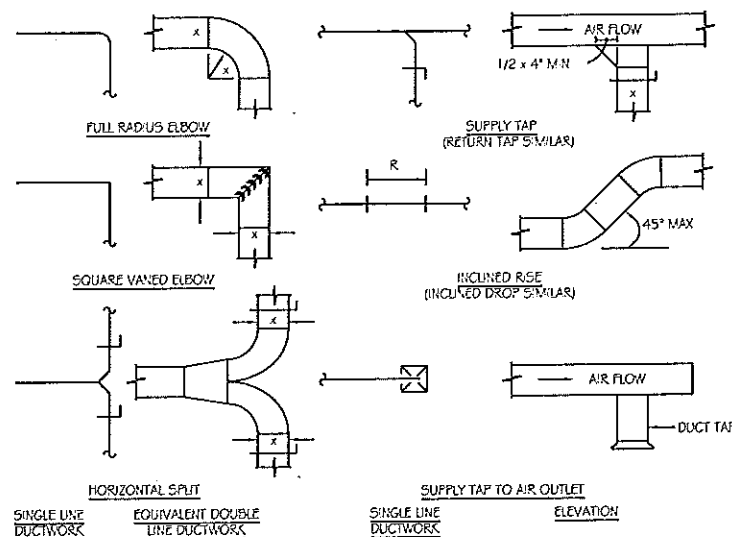 x
x
FULL RADIUS ELBOW
AIR FLOW
1/2 x 4" MIN
x
SUPPLY TAP
(RETURN TAP SIMILAR)
x
x
SQUARE VANED ELBOW
R
45° MAX
INCLINED RISE
(INCLINED DROP SIMILAR)
x
x
HORIZONTAL SPLIT
AIR FLOW
DUCT TAP
SUPPLY TAP TO AIR OUTLET
SINGLE LINE
DUCTWORK
EQUIVALENT DOUBLE
LINE DUCTWORK
SINGLE LINE
DUCTWORK
ELEVATION